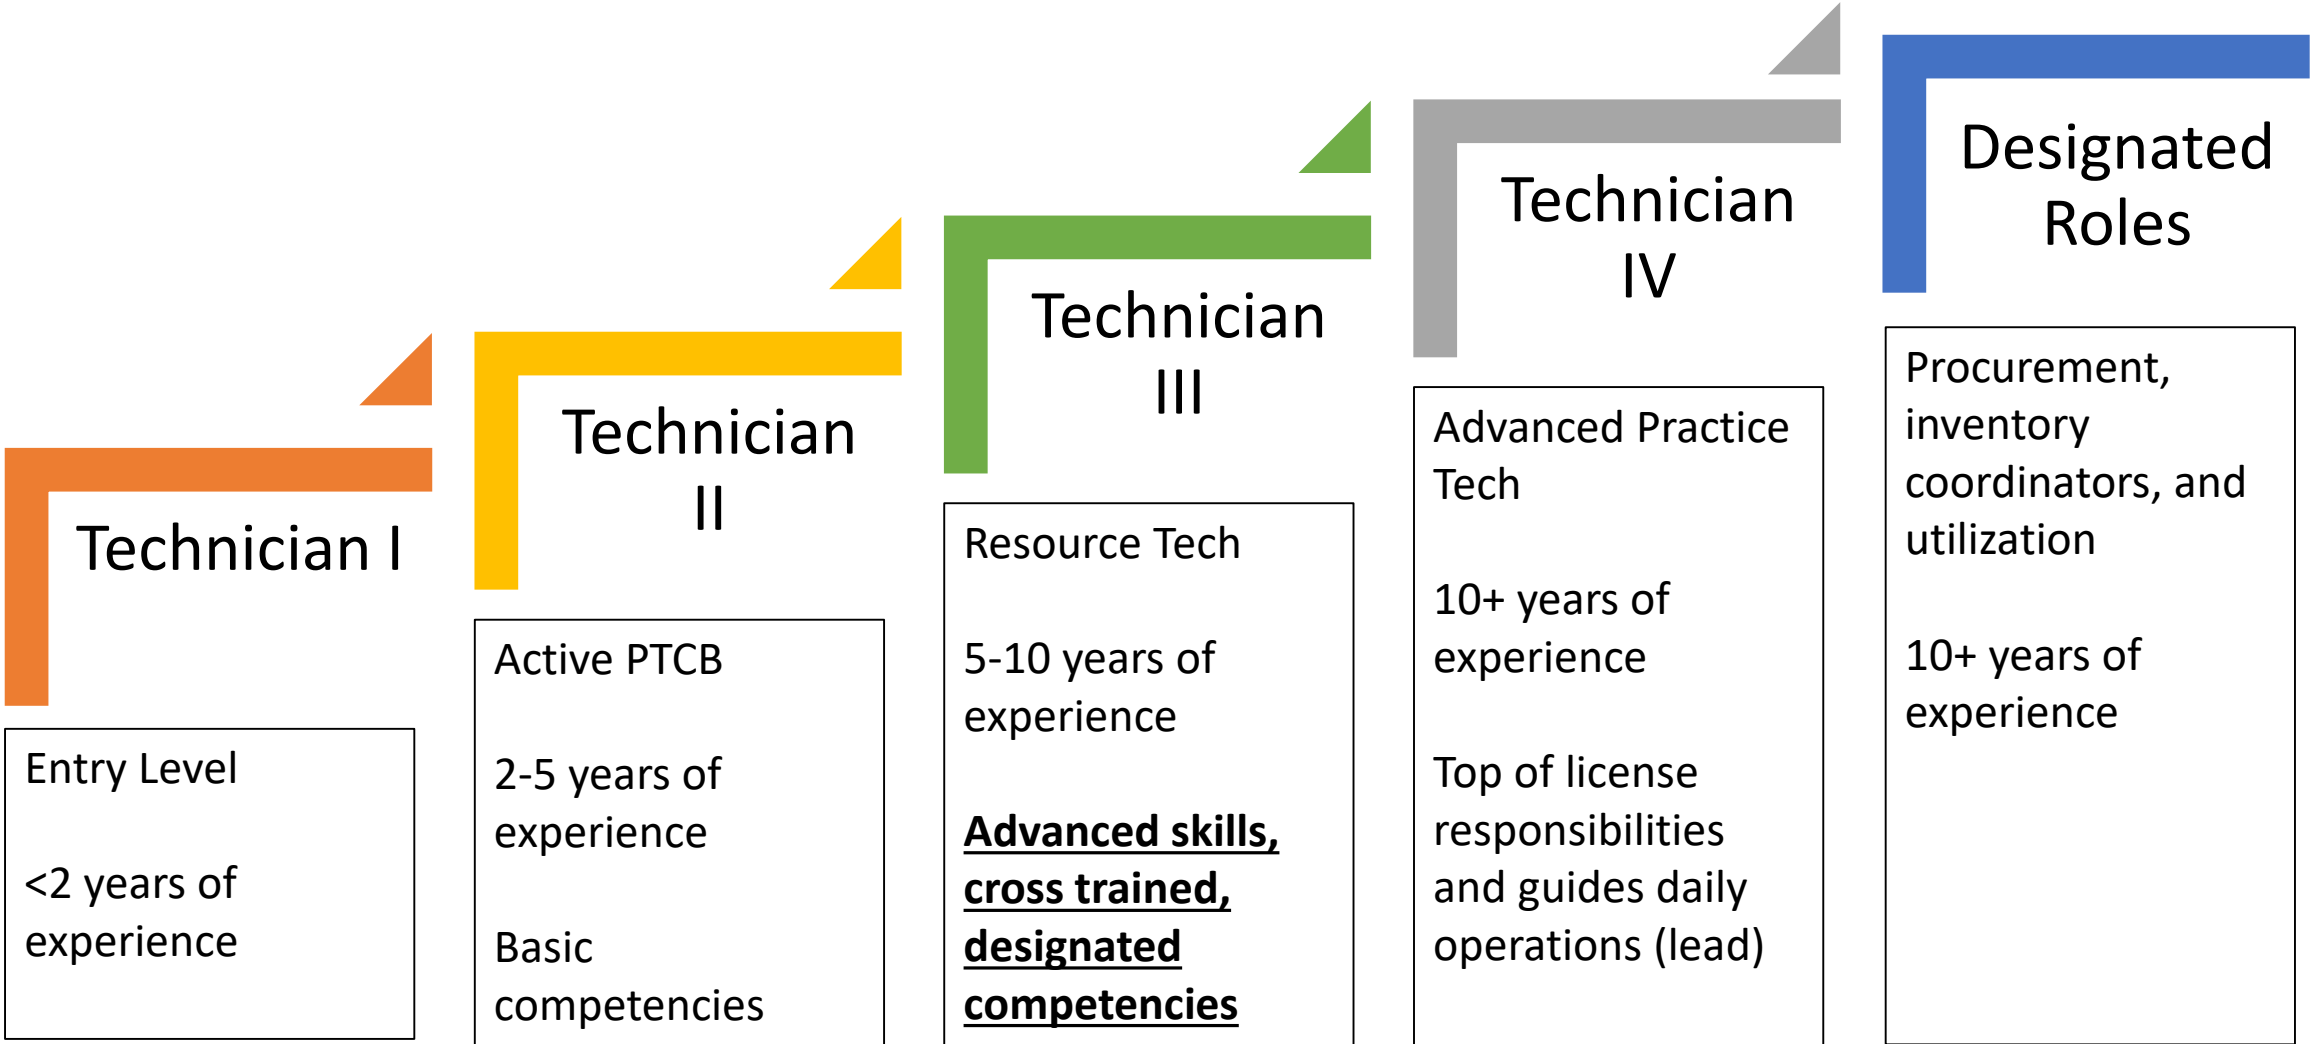 Technician I
Entry Level
<2 years of
experience
Technician
II
Active PTCB
2-5 years of
experience
Basic
competencies
Technician
III
Resource Tech
5-10 years of
experience
Advanced skills,
cross trained,
designated
competencies
Technician
IV
Advanced Practice
Tech
10+ years of
experience
Top of license
responsibilities
and guides daily
operations (lead)
Designated
Roles
Procurement,
inventory
coordinators, and
utilization
10+ years of
experience